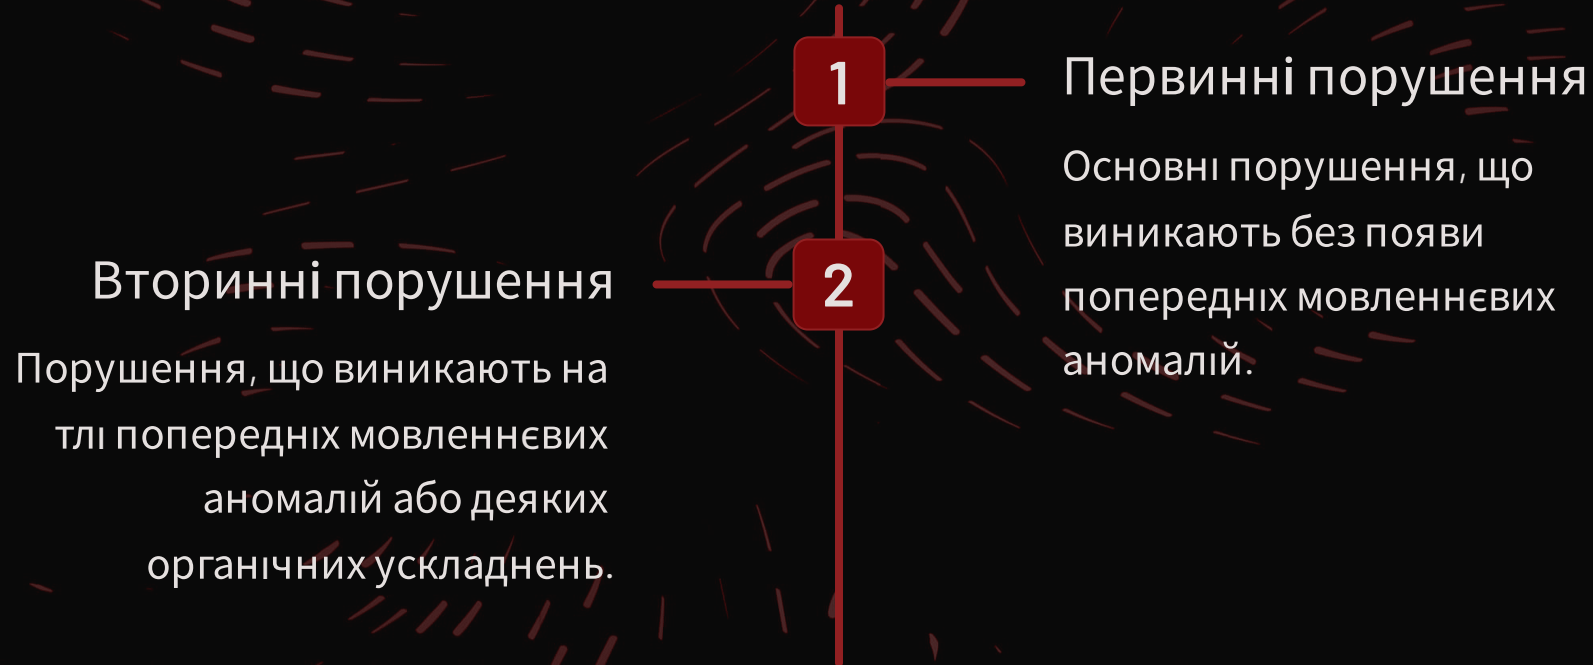 1
Первинні порушення
Основні порушення, що
виникають без появи
попередніх мовленнєвих
аномалій.
2
Вторинні порушення
Порушення, що виникають на
тлі попередніх мовленнєвих
аномалій або деяких
органічних ускладнень.